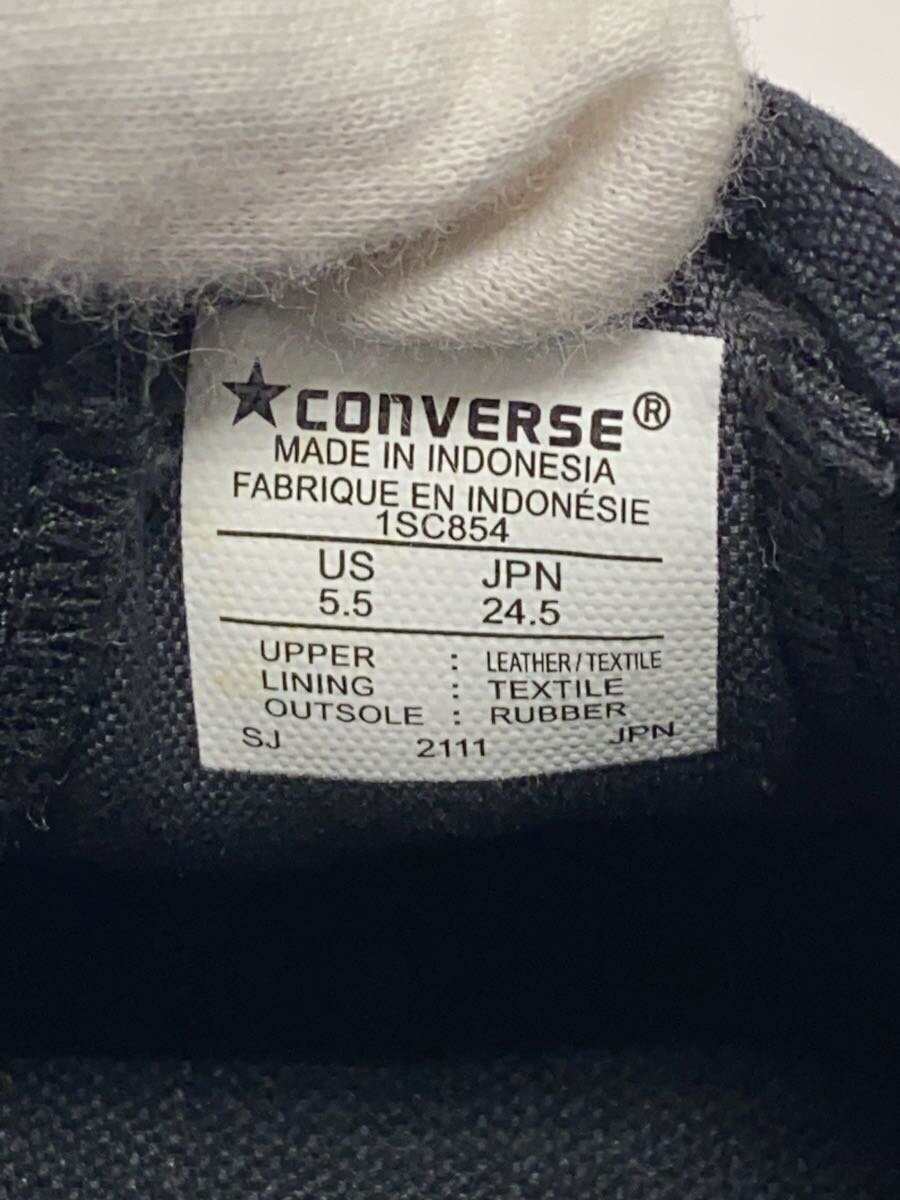 ★CONVERSE®
MADE IN INDONESIA
FABRIQUE EN INDONÉSIE
1SC854
US JPN
5.5 24.5
UPPER : LEATHER/TEXTILE
LINING : TEXTILE
OUTSOLE : RUBBER
SJ 2111 JPN